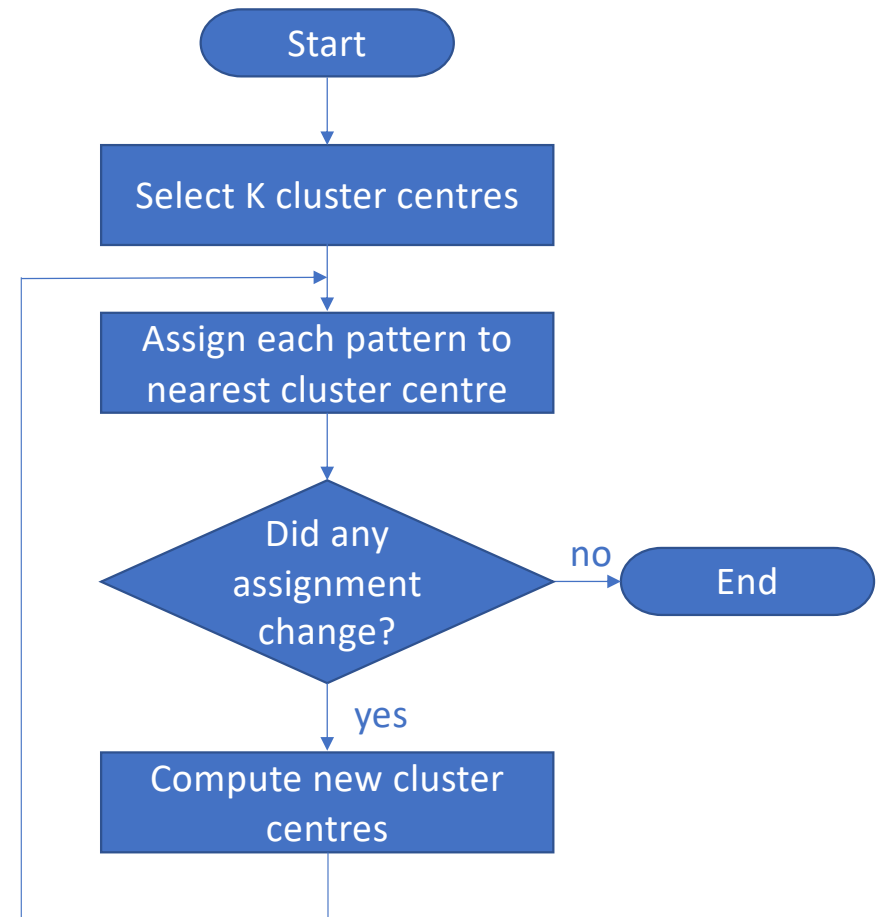 Start
Select K cluster centres
Assign each pattern to
nearest cluster centre
Did any
assignment
change?
no
End
yes
Compute new cluster
centres